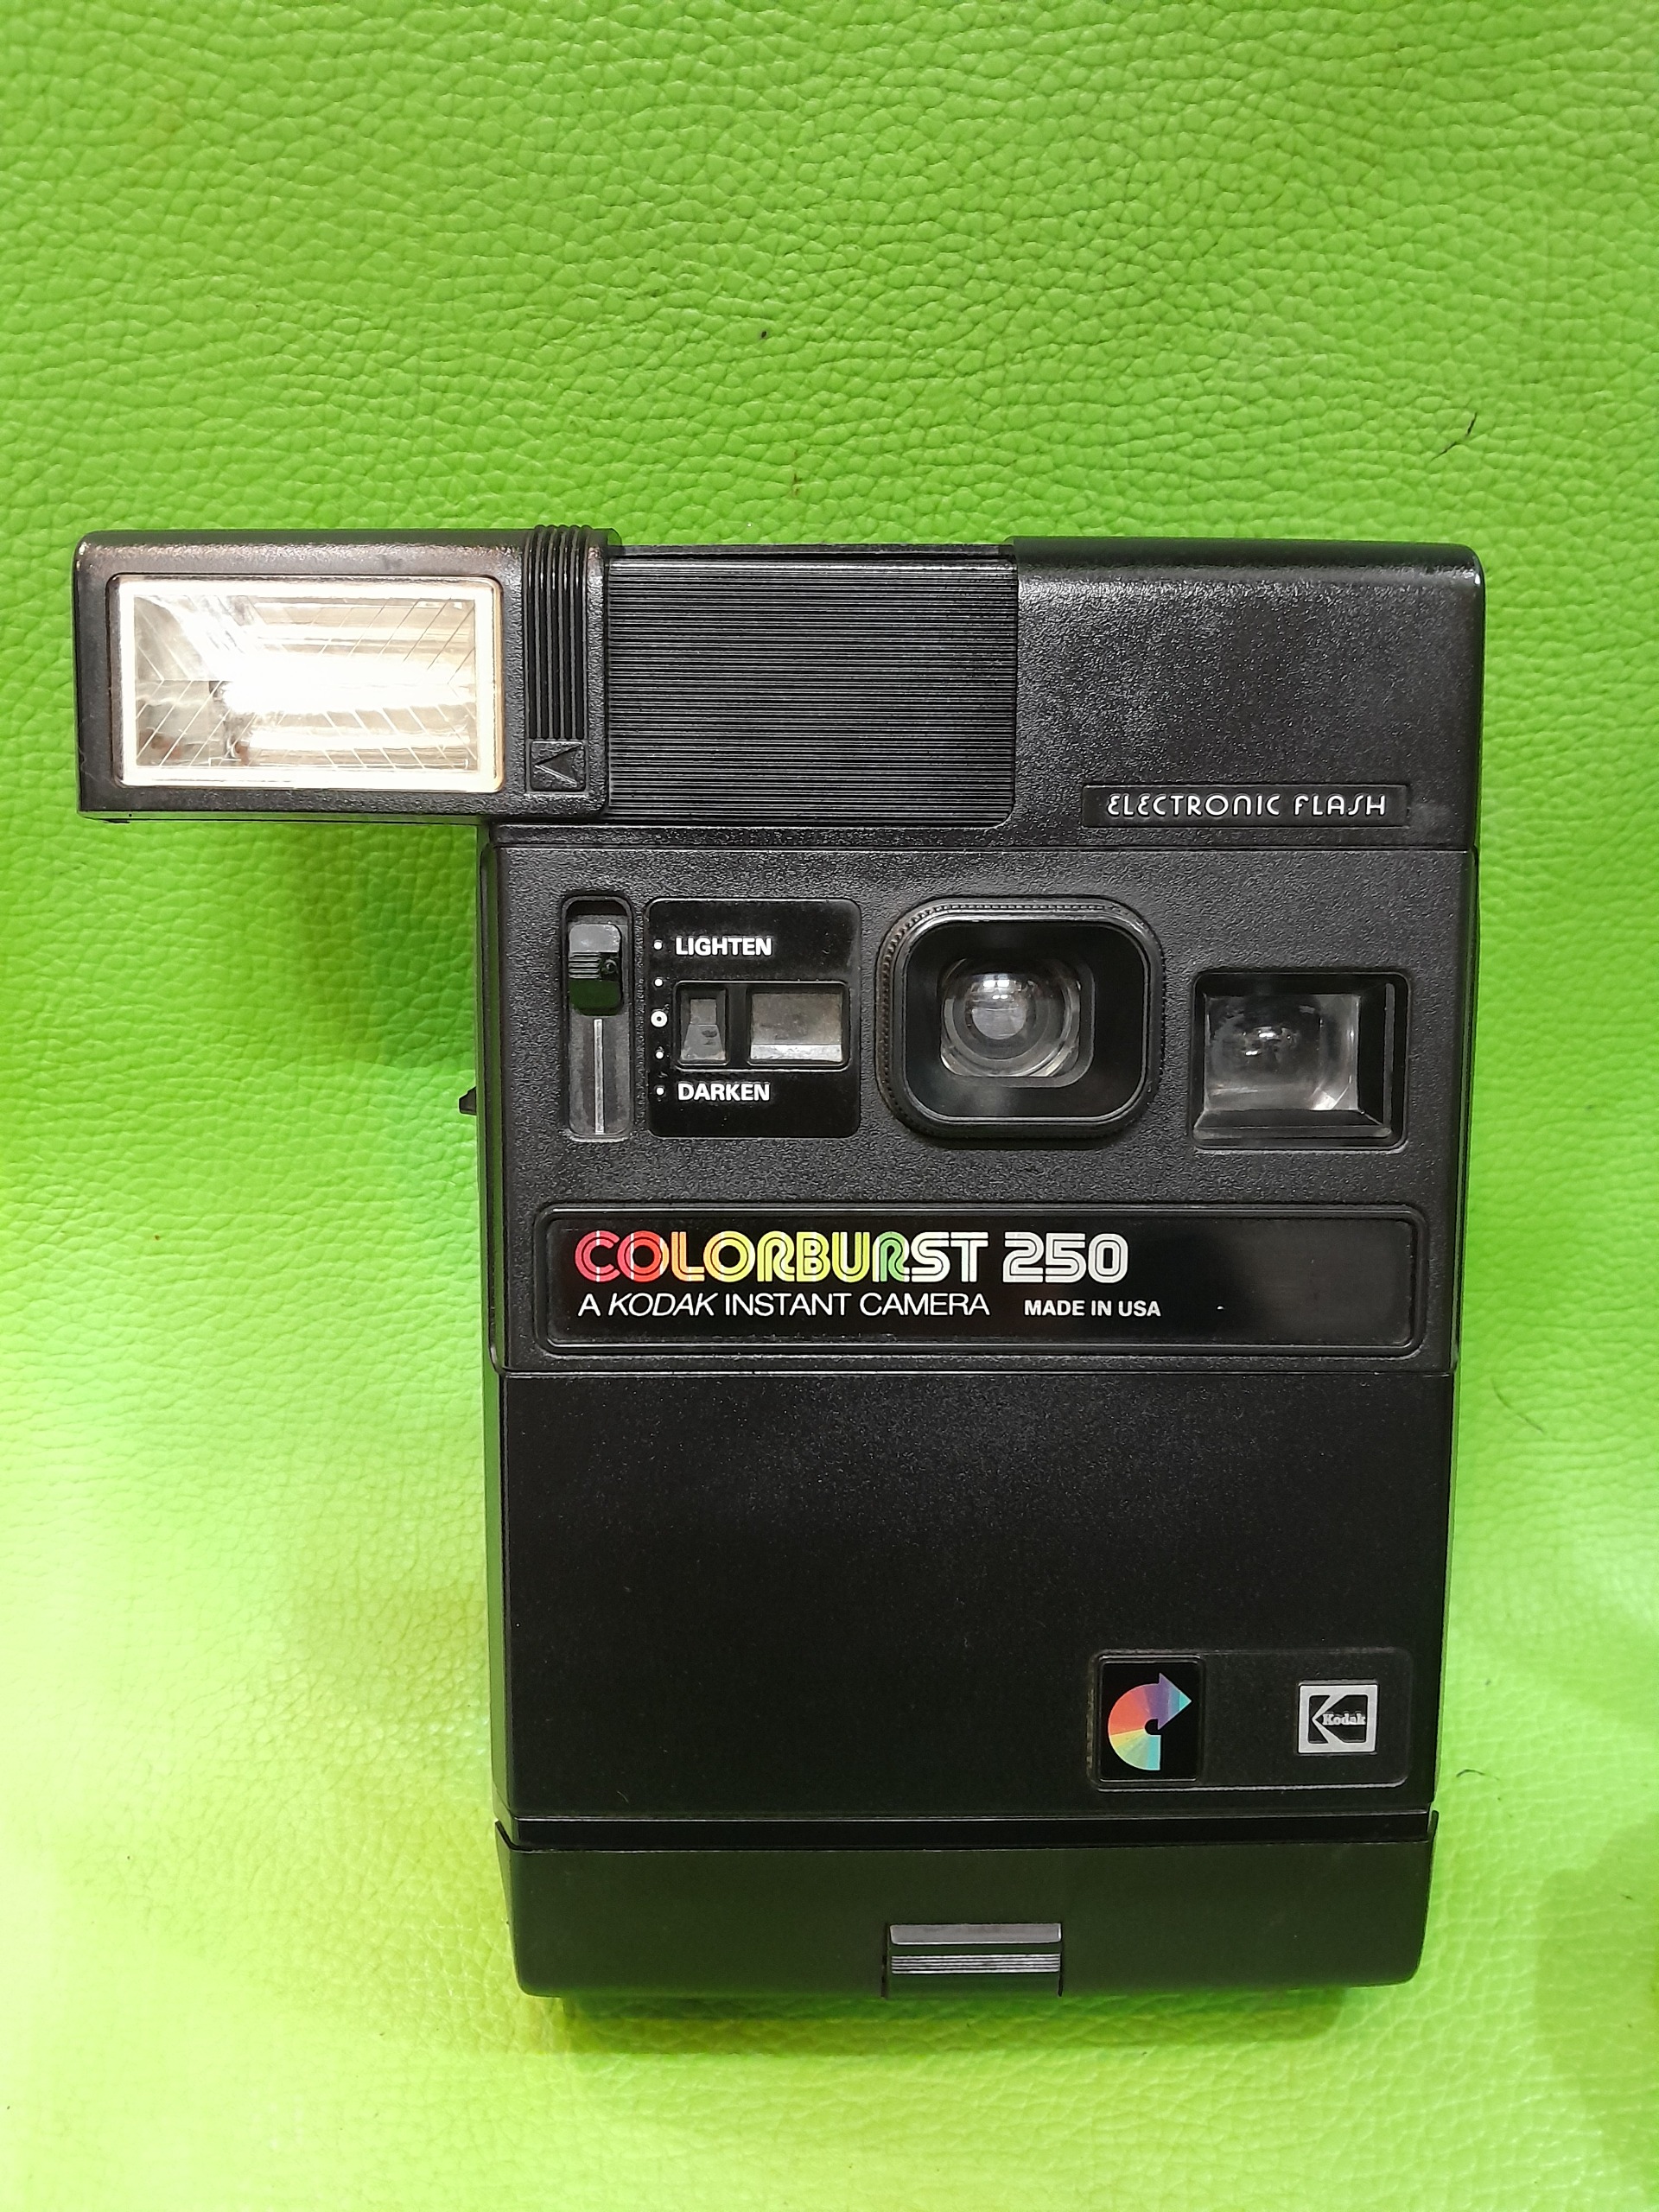 ELECTRONIC FLASH
LIGHTEN
DARKEN
COLORBURST 250
A KODAK INSTANT CAMERA MADE IN USA
Kodak